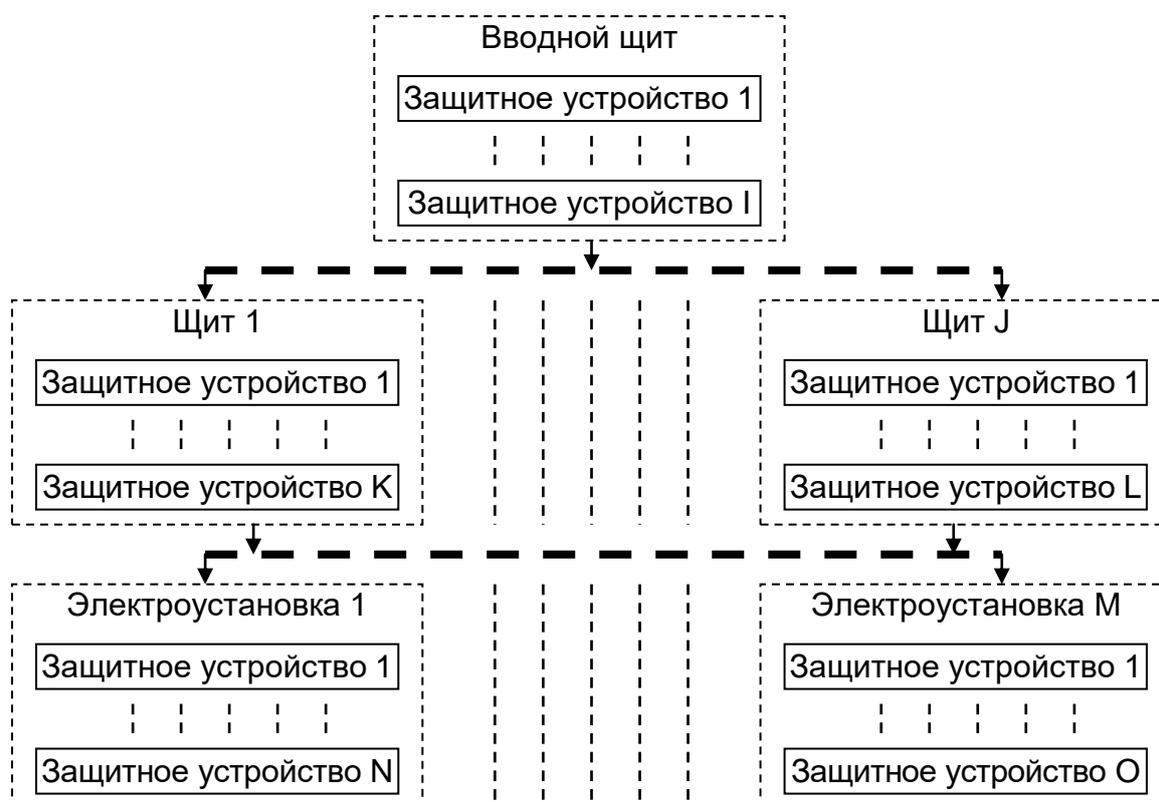 Вводной щит
Защитное устройство 1
Защитное устройство I
Щит 1
Защитное устройство 1
Защитное устройство K
Щит J
Защитное устройство 1
Защитное устройство L
Электроустановка 1
Защитное устройство 1
Защитное устройство N
Электроустановка M
Защитное устройство 1
Защитное устройство O